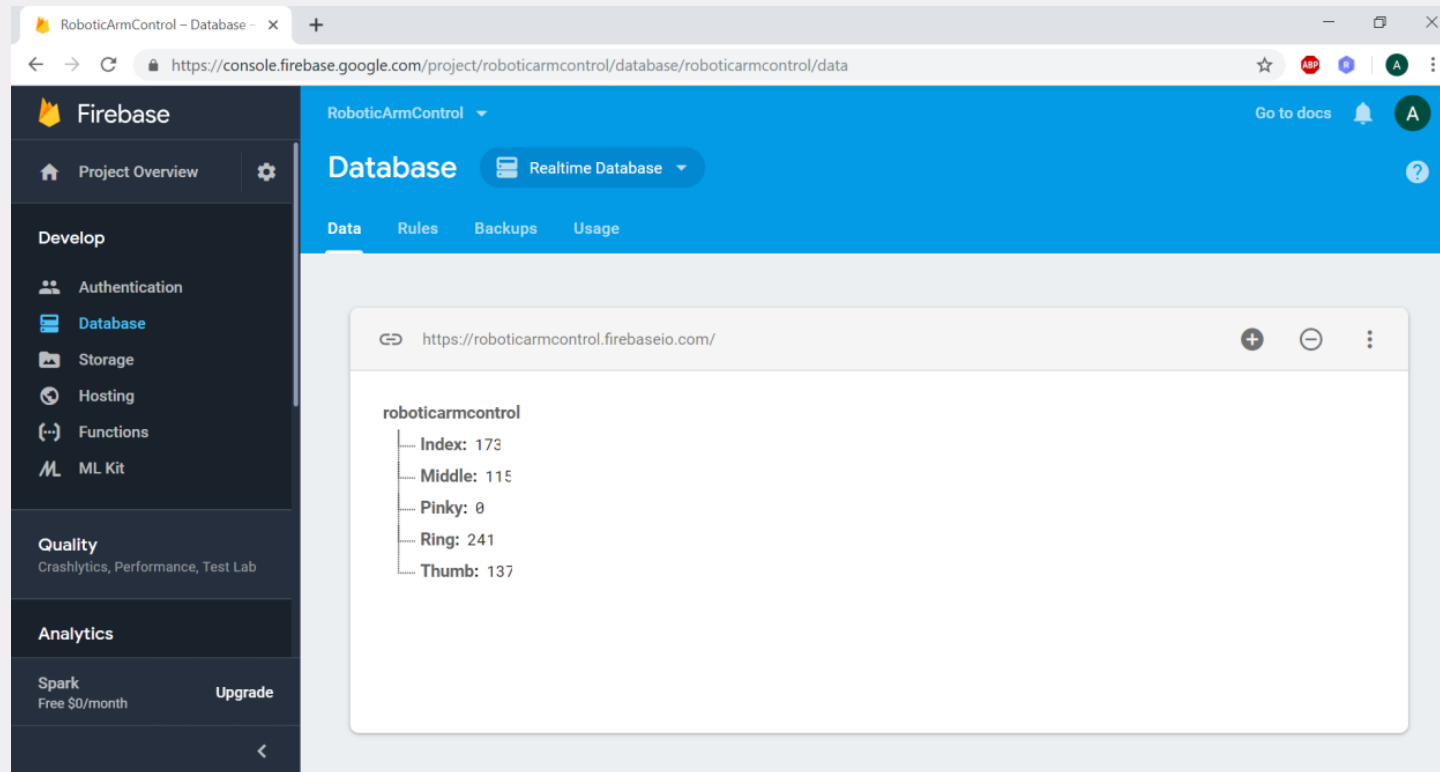 RoboticArmControl – Database –
https://console.firebase.google.com/project/roboticarmcontrol/database/roboticarmcontrol/data
ABP
R
A
Firebase
RoboticArmControl
Go to docs
A
Project Overview
Database
Realtime Database
?
Develop
Data Rules Backups Usage
Authentication
Database
Storage
Hosting
Functions
ML Kit
https://roboticarmcontrol.firebaseio.com/
roboticarmcontrol
Index: 173
Middle: 115
Pinky: 0
Ring: 241
Thumb: 137
Quality
Crashlytics, Performance, Test Lab
Analytics
Spark
Free $0/month
Upgrade